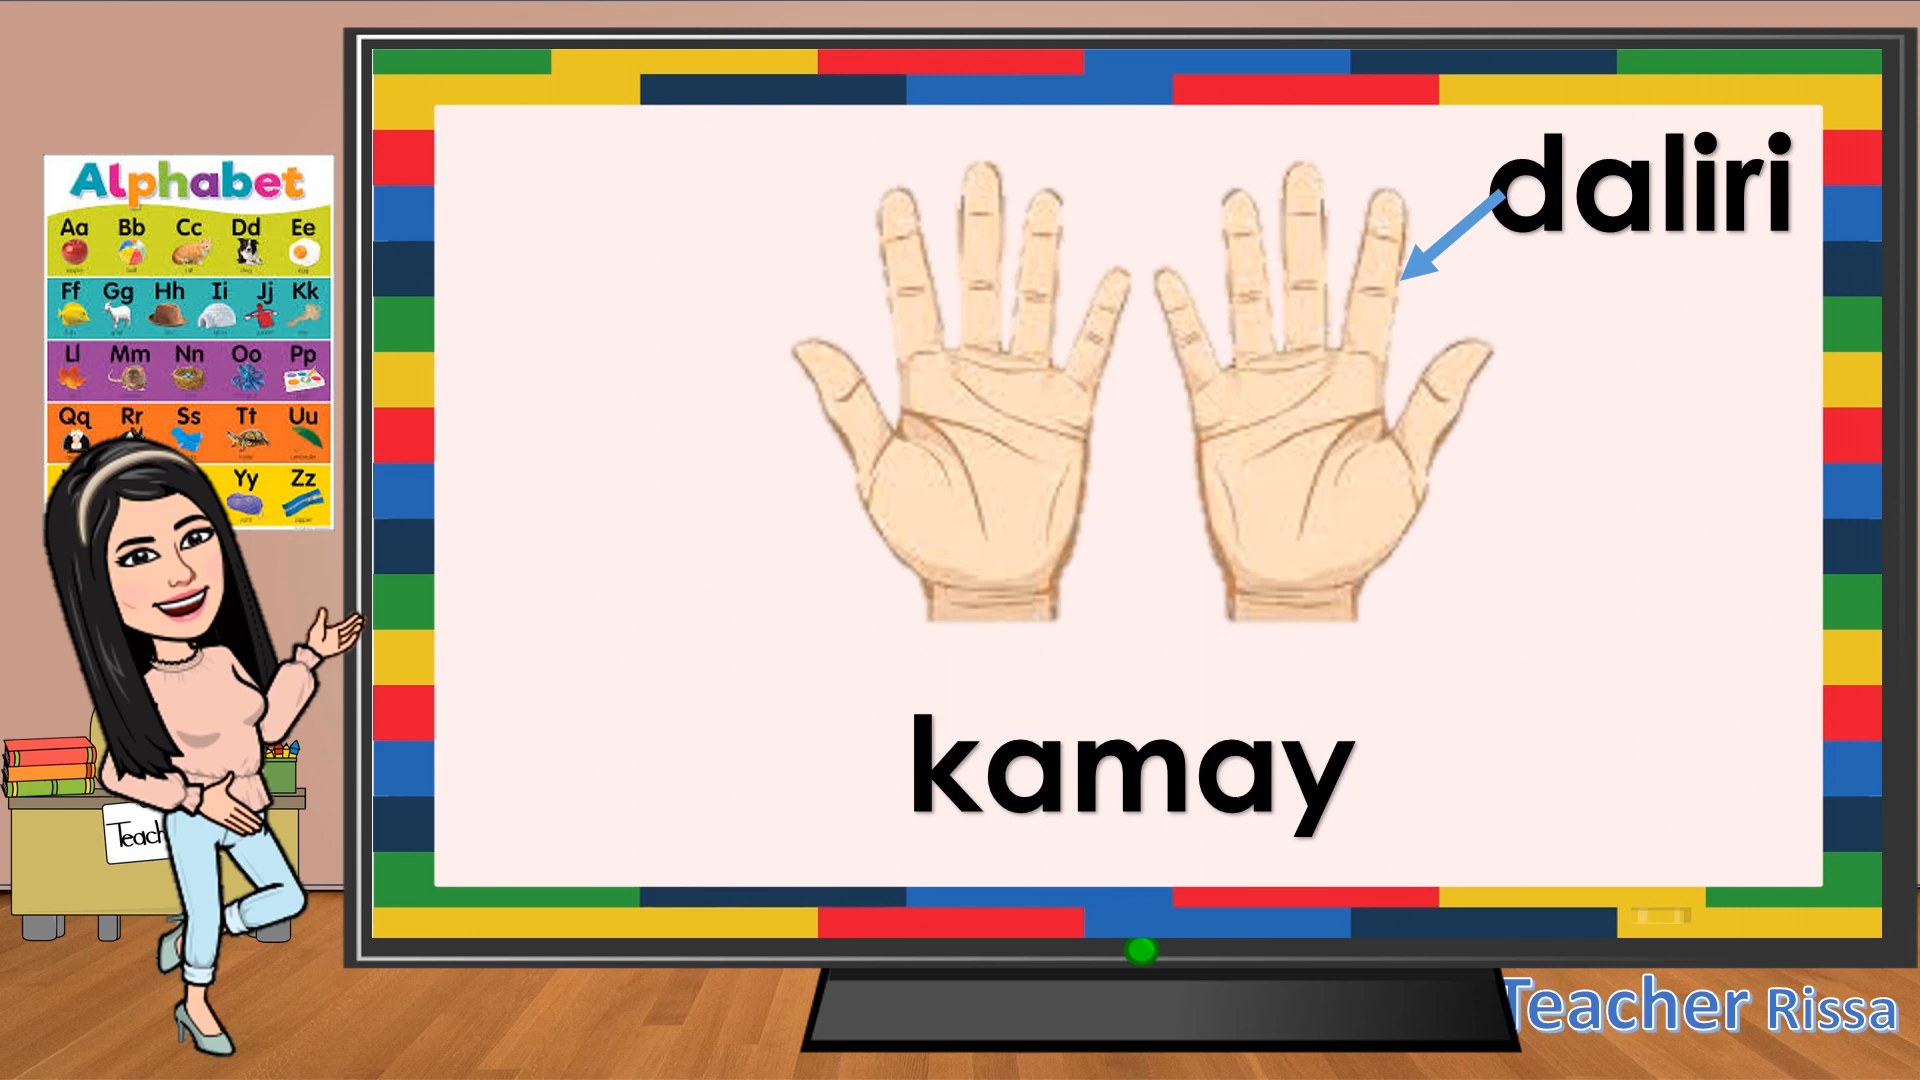 Alphabet
Aa Bb Cc Dd Ee
Ff Gg Hh Ii Jj Kk
Ll Mm Nn Oo Pp
Qq Rr Ss Tt Uu
Yy Zz
daliri
kamay
Teach
Teacher Rissa